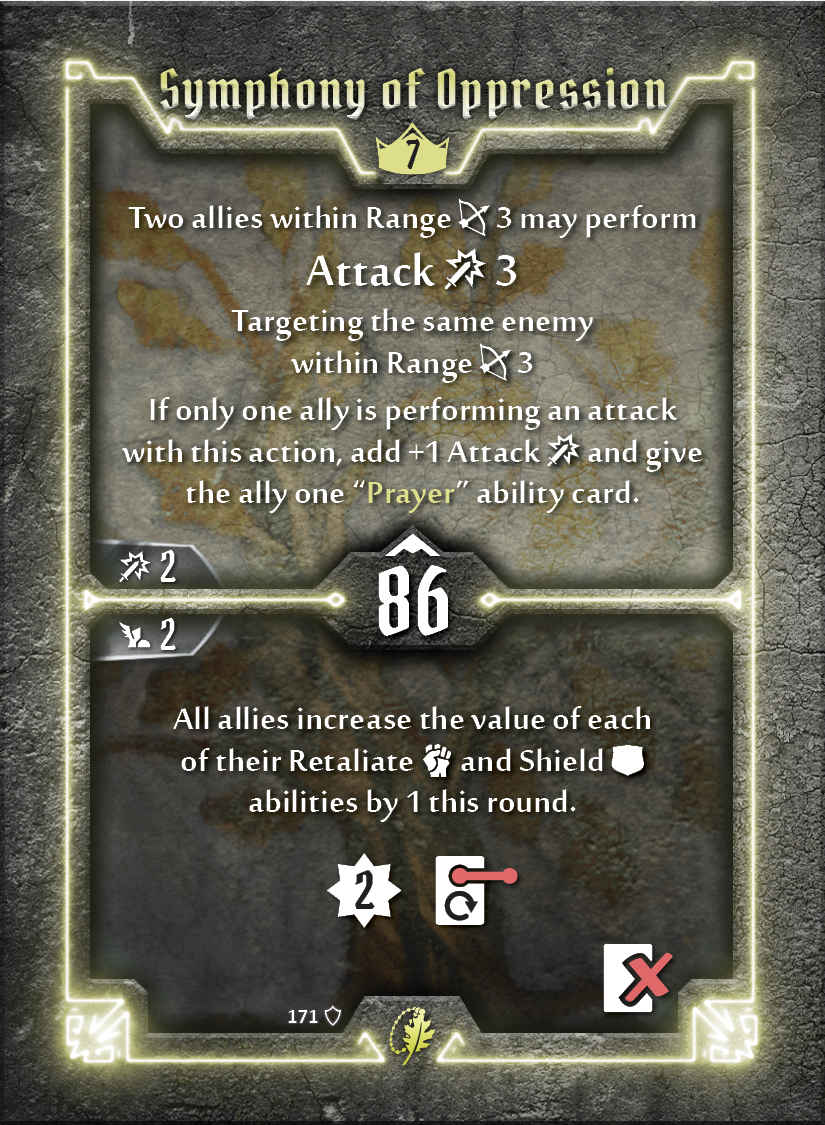 Symphony of Oppression
7
Two allies within Range 3 may perform
Attack 3
Targeting the same enemy
within Range 3
If only one ally is performing an attack
with this action, add +1 Attack and give
the ally one “Prayer” ability card.
2
86
2
All allies increase the value of each
of their Retaliate and Shield
abilities by 1 this round.
2
171